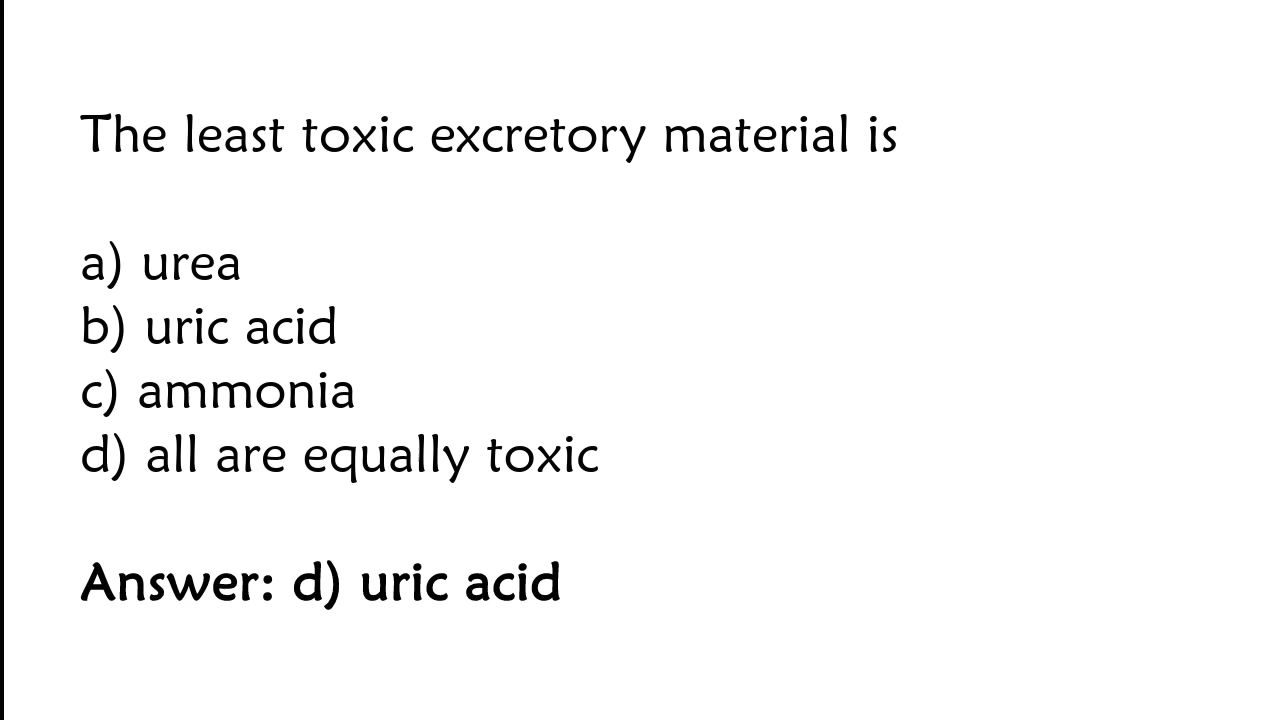 The least toxic excretory material is
a) urea
b) uric acid
c) ammonia
d) all are equally toxic
Answer: d) uric acid